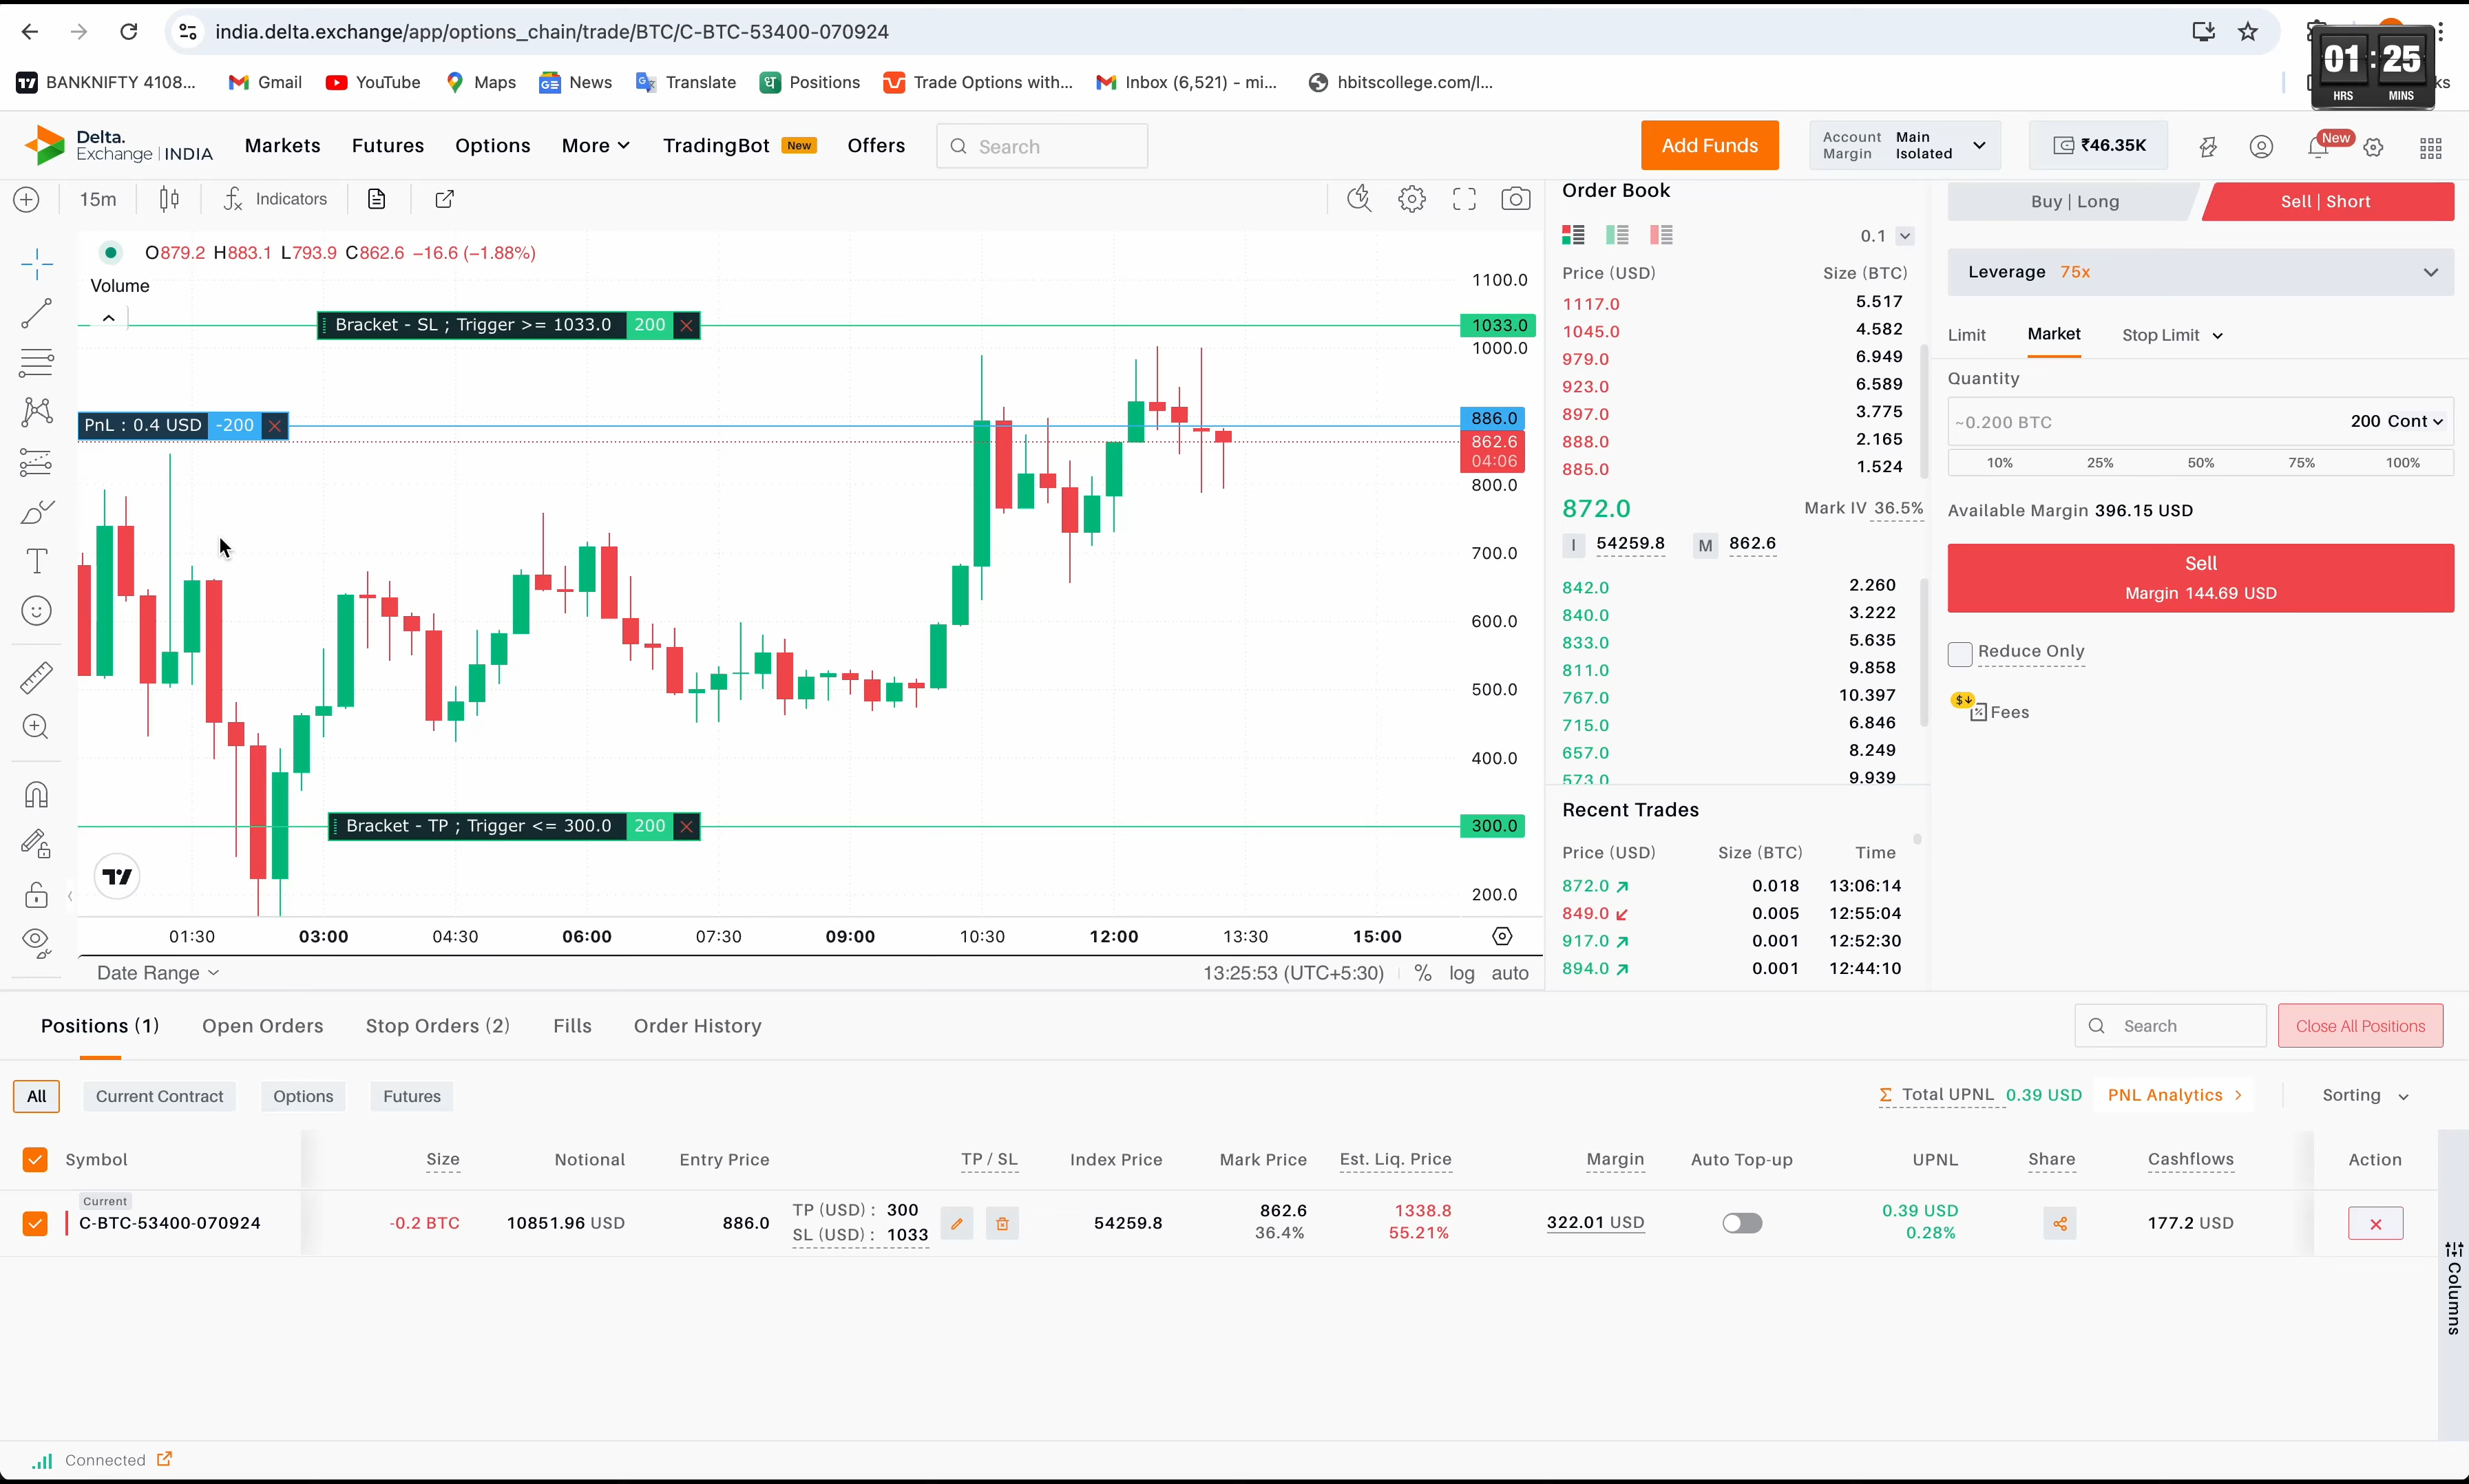 india.delta.exchange/app/options_chain/trade/BTC/C-BTC-53400-070924
01 : 25
HRS MINS
BANKNIFTY 4108... Gmail YouTube Maps News Translate Positions Trade Options with... Inbox (6,521) - mi... hbitscollege.com/l...
Delta.
Exchange | INDIA
Markets Futures Options More TradingBot New Offers Search
Add Funds
Account Margin Main Isolated
₹46.35K
New
15m Indicators
O879.2 H883.1 L793.9 C862.6 −16.6 (−1.88%)
Volume
Bracket - SL ; Trigger >= 1033.0 200
PnL : 0.4 USD -200
Bracket - TP ; Trigger <= 300.0 200
1100.0
1033.0
1000.0
886.0
862.6
04:06
800.0
700.0
600.0
500.0
400.0
300.0
200.0
01:30 03:00 04:30 06:00 07:30 09:00 10:30 12:00 13:30 15:00
Date Range 13:25:53 (UTC+5:30) % log auto
Order Book
0.1
Price (USD) Size (BTC)
1117.0 5.517
1045.0 4.582
979.0 6.949
923.0 6.589
897.0 3.775
888.0 2.165
885.0 1.524
872.0 Mark IV 36.5%
I 54259.8 M 862.6
842.0 2.260
840.0 3.222
833.0 5.635
811.0 9.858
767.0 10.397
715.0 6.846
657.0 8.249
573.0 9.939
Recent Trades
Price (USD) Size (BTC) Time
872.0 0.018 13:06:14
849.0 0.005 12:55:04
917.0 0.001 12:52:30
894.0 0.001 12:44:10
Buy | Long Sell | Short
Leverage 75x
Limit Market Stop Limit
Quantity
~0.200 BTC 200 Cont
10% 25% 50% 75% 100%
Available Margin 396.15 USD
Sell
Margin 144.69 USD
Reduce Only
Fees
Positions (1) Open Orders Stop Orders (2) Fills Order History Search Close All Positions
All Current Contract Options Futures Σ Total UPNL 0.39 USD PNL Analytics > Sorting
Symbol Size Notional Entry Price TP / SL Index Price Mark Price Est. Liq. Price Margin Auto Top-up UPNL Share Cashflows Action
Current
C-BTC-53400-070924 -0.2 BTC 10851.96 USD 886.0 TP (USD) : 300 SL (USD) : 1033 54259.8 862.6 36.4% 1338.8 55.21% 322.01 USD 0.39 USD 0.28% 177.2 USD
Columns
Connected